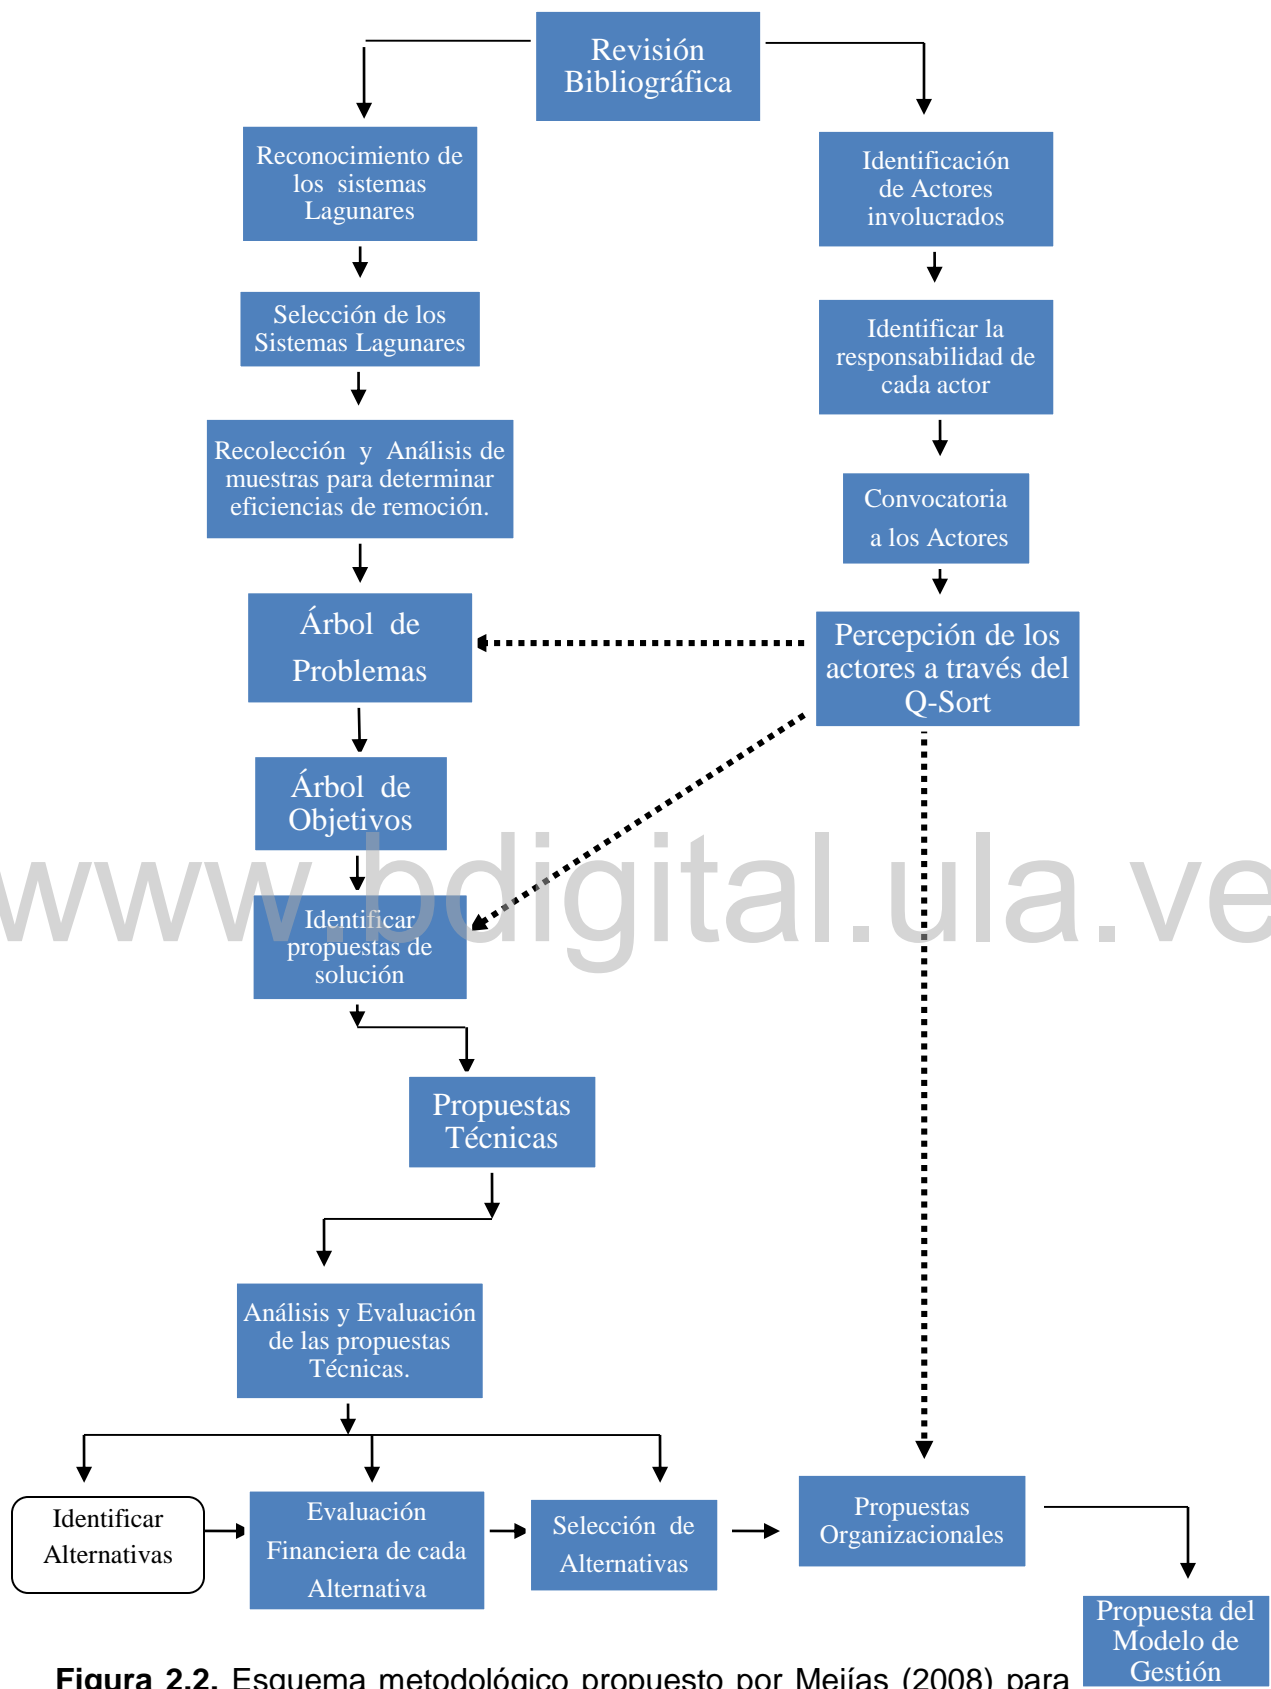 Revisión
Bibliográfica
Reconocimiento de
los sistemas
Lagunares
Identificación
de Actores
involucrados
Selección de los
Sistemas Lagunares
Identificar la
responsabilidad de
cada actor
Recolección y Análisis de
muestras para determinar
eficiencias de remoción.
Convocatoria
a los Actores
Árbol de
Problemas
Percepción de los
actores a través del
Q-Sort
Árbol de
Objetivos
www.bdigital.ula.ve
Identificar
propuestas de
solución
Propuestas
Técnicas
Análisis y Evaluación
de las propuestas
Técnicas.
Identificar
Alternativas
Evaluación
Financiera de cada
Alternativa
Selección de
Alternativas
Propuestas
Organizacionales
Propuesta del
Modelo de
Gestión
Figura 2.2. Esquema metodológico propuesto por Mejías (2008) para